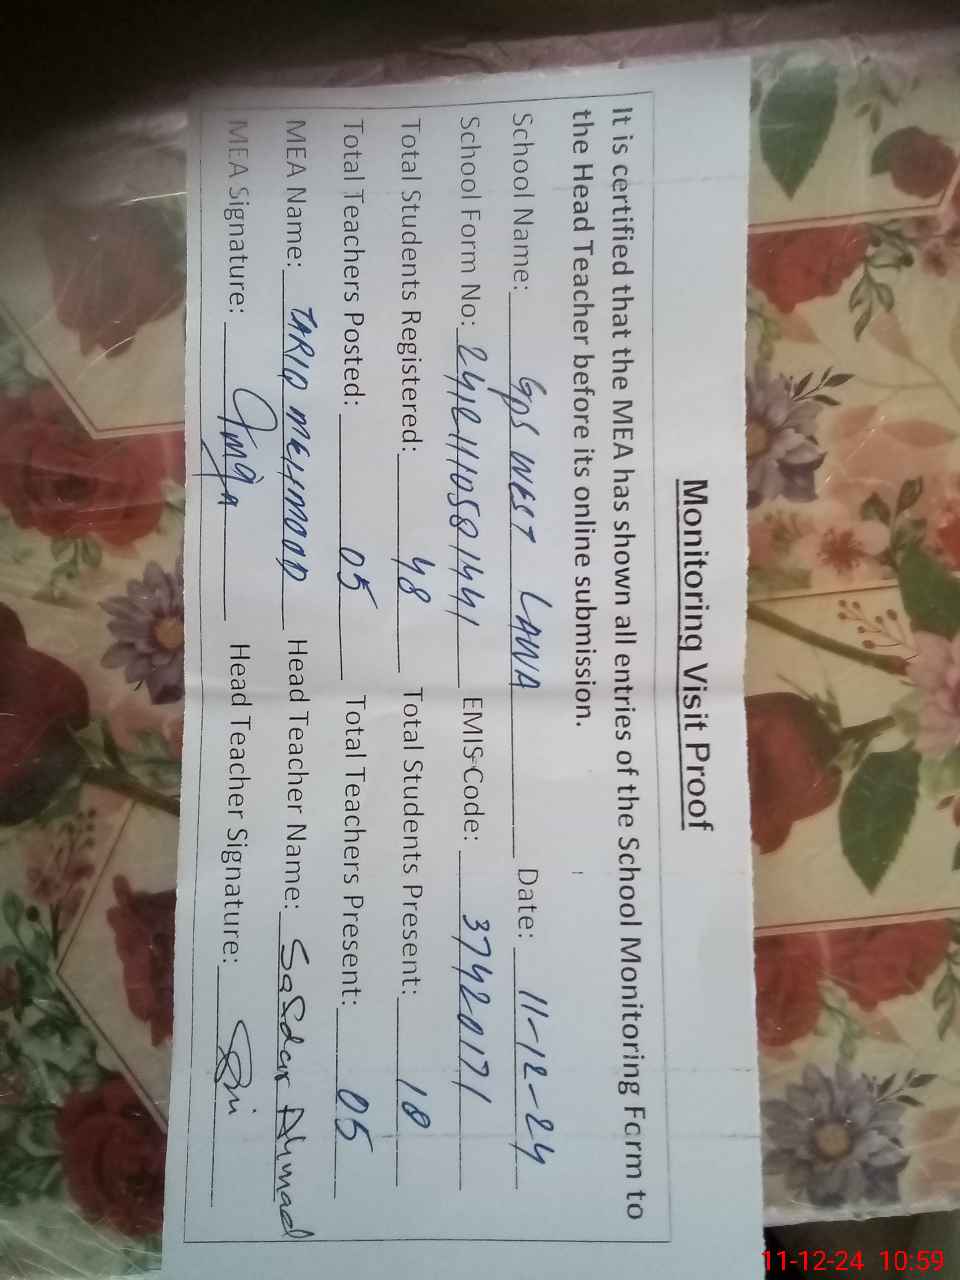 Monitoring Visit Proof
It is certified that the MEA has shown all entries of the School Monitoring Form to
the Head Teacher before its online submission.
School Name: GPS WEST LAWA Date: 11-12-24
School Form No: 24121110581441 EMIS Code: 37420171
Total Students Registered: 48 Total Students Present: 18
Total Teachers Posted: 05 Total Teachers Present: 05
MEA Name: TARIQ MEHMOOD Head Teacher Name: Safdar Ahmad
MEA Signature: Head Teacher Signature:
11-12-24 10:59